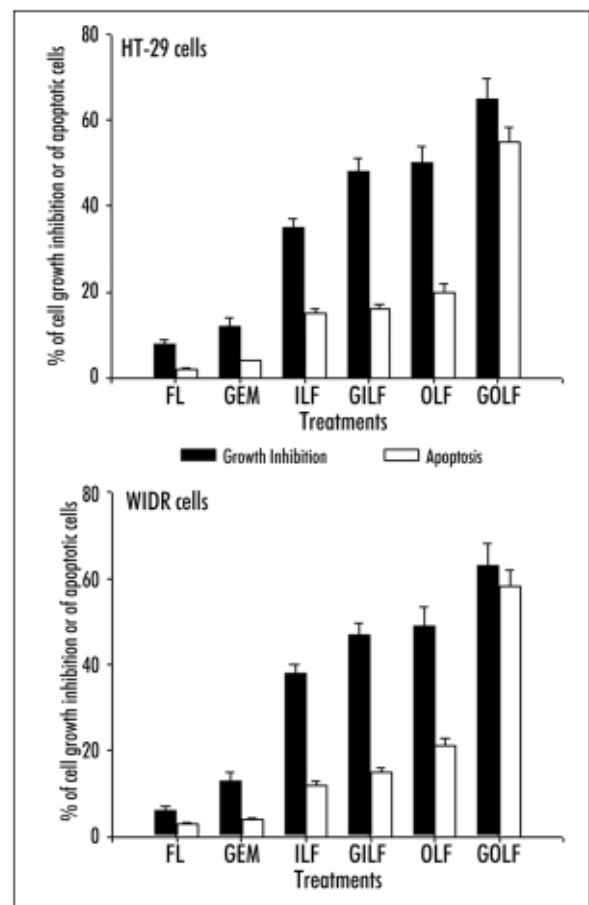 HT-29 cells
% of cell growth inhibition or of apoptotic cells
80
60
40
20
0
FL GEM ILF GILF OLF GOLF
Treatments
Growth Inhibition Apoptosis
WIDR cells
% of cell growth inhibition or of apoptotic cells
80
60
40
20
0
FL GEM ILF GILF OLF GOLF
Treatments